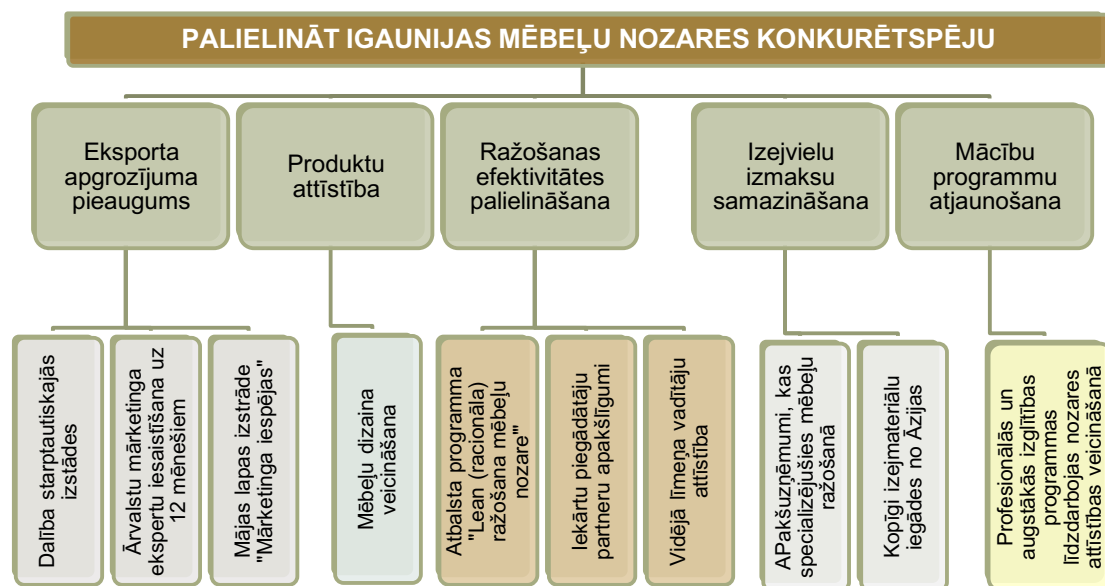 PALIELINĀT IGAUNIJAS MĒBEĻU NOZARES KONKURĒTSPĒJU
Eksporta
apgrozījuma
pieaugums
Produktu
attīstība
Ražošanas
efektivitātes
palielināšana
Izejvielu
izmaksu
samazināšana
Mācību
programmu
atjaunošana
Dalība starptautiskajās
izstādes
Ārvalstu mārketinga
ekspertu iesaistīšana uz
12 mēnešiem
Mājas lapas izstrāde
"Mārketinga iespējas"
Mēbeļu dizaina
veicināšana
Atbalsta programma
"Lean (racionāla)
ražošana mēbeļu
nozare'"
Iekārtu piegādātāju
partneru apakšlīgumi
Vidējā līmeņa vadītāju
attīstība
APakšuzņēmumi, kas
specializējušies mēbeļu
ražošanā
Kopīgi izejmateriālu
iegādes no Āzijas
Profesionālās un
augstākās izglītības
programmas
līdzdarbojas nozares
attīstības veicināšanā